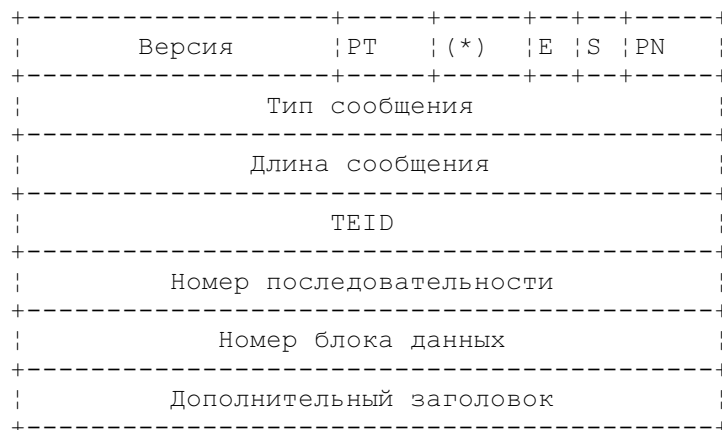 Версия PT (*) E S PN
Тип сообщения
Длина сообщения
TEID
Номер последовательности
Номер блока данных
Дополнительный заголовок